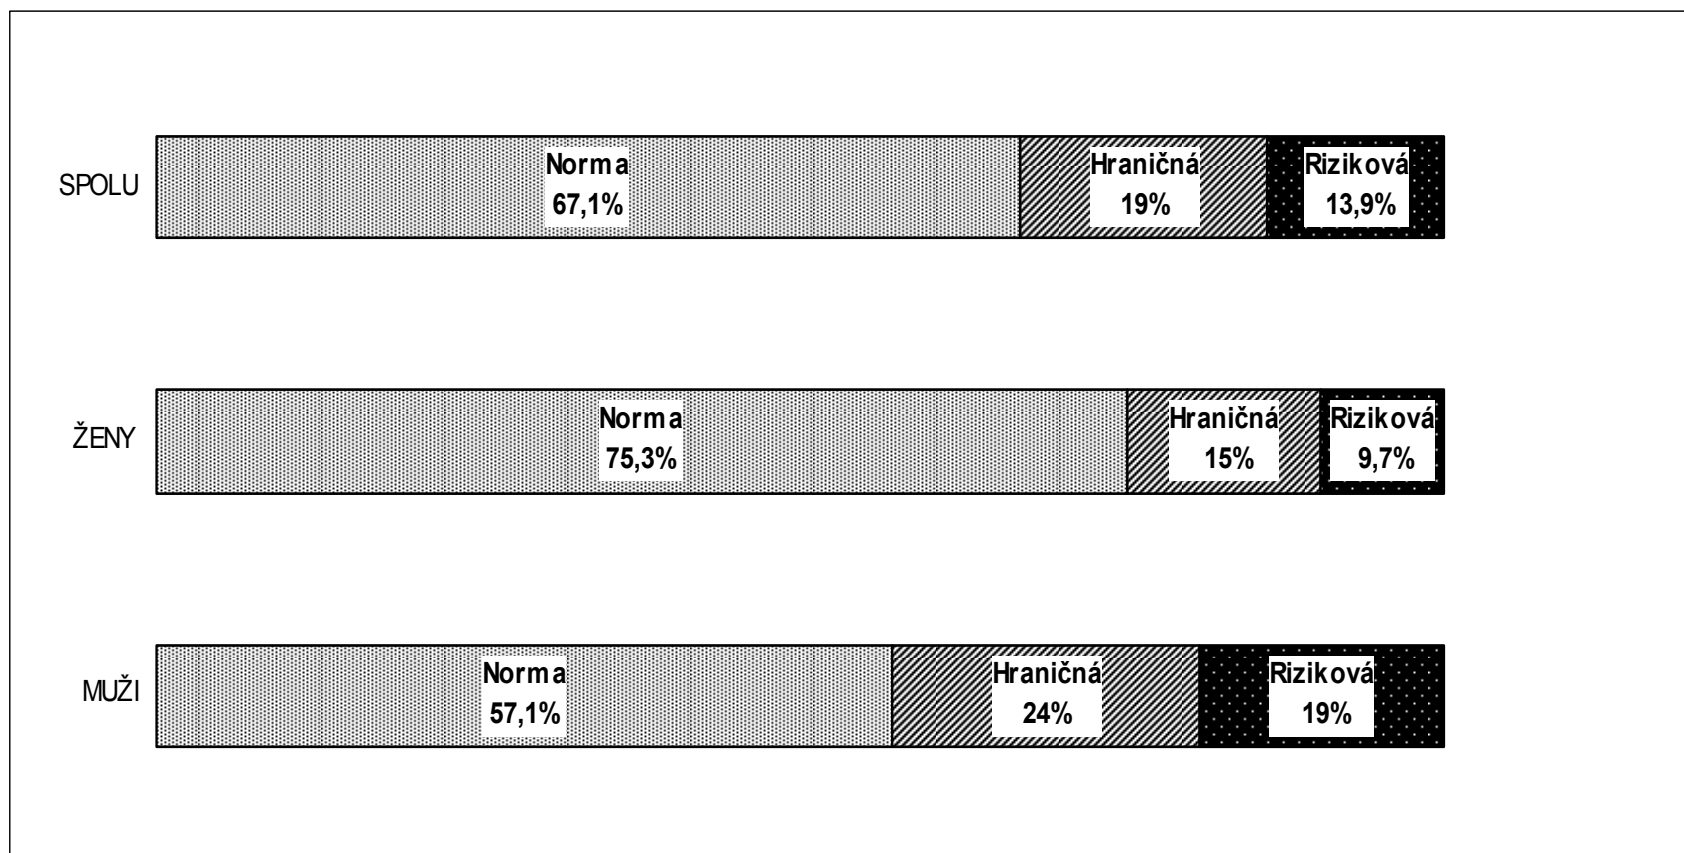 SPOLU
Norma
67,1%
Hraničná
19%
Riziková
13,9%
ŽENY
Norma
75,3%
Hraničná
15%
Riziková
9,7%
MUŽI
Norma
57,1%
Hraničná
24%
Riziková
19%